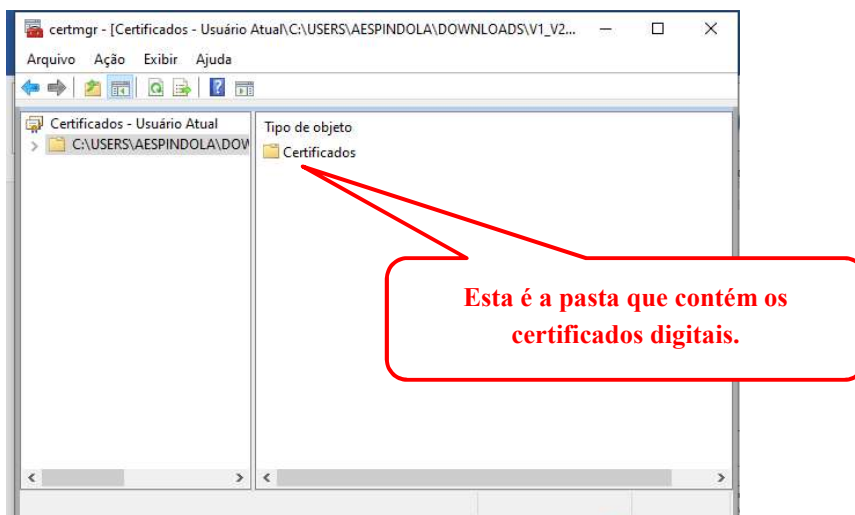 certmgr - [Certificados - Usuário Atual\C:\USERS\AESPINDOLA\DOWNLOADS\V1_V2...
Arquivo Ação Exibir Ajuda
Certificados - Usuário Atual
C:\USERS\AESPINDOLA\DOW
Tipo de objeto
Certificados
Esta é a pasta que contém os
certificados digitais.